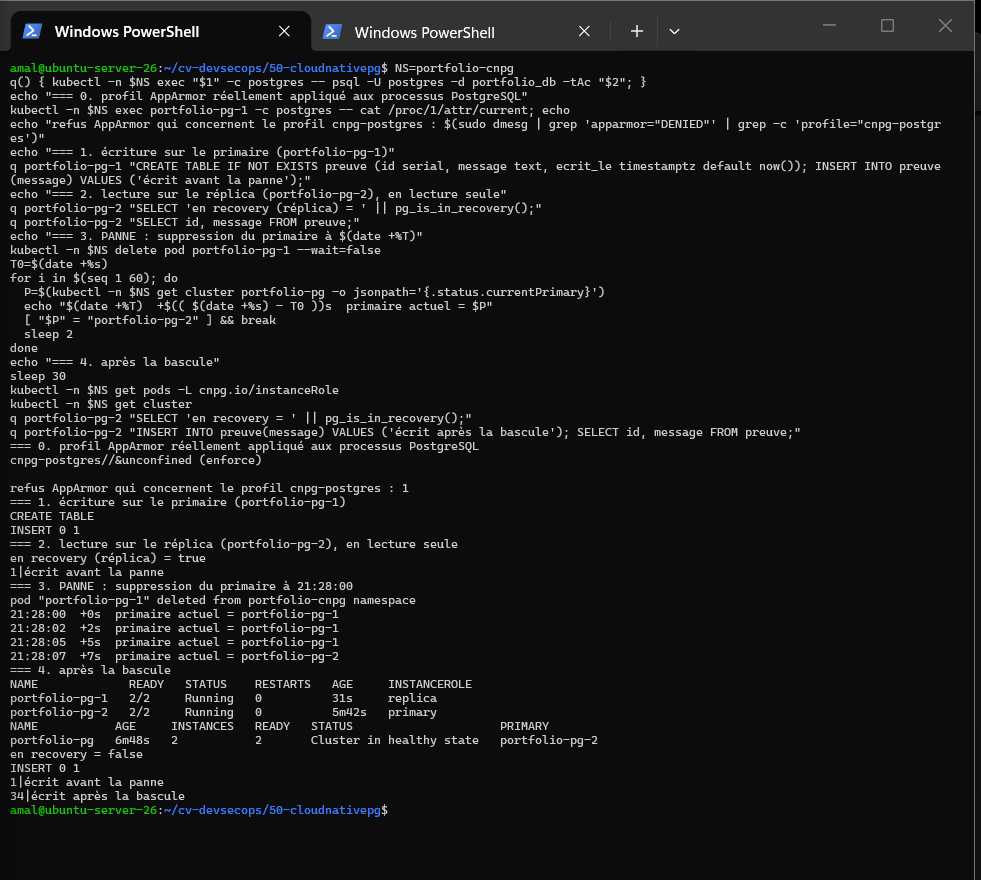 Windows PowerShell
Windows PowerShell
amal@ubuntu-server-26:~/cv-devsecops/50-cloudnativepg$ NS=portfolio-cnpg
q() { kubectl -n $NS exec "$1" -c postgres -- psql -U postgres -d portfolio_db -tAc "$2"; }
echo "=== 0. profil AppArmor réellement appliqué aux processus PostgreSQL"
kubectl -n $NS exec portfolio-pg-1 -c postgres -- cat /proc/1/attr/current; echo
echo "refus AppArmor qui concernent le profil cnpg-postgres : $(sudo dmesg | grep 'apparmor="DENIED"' | grep -c 'profile="cnpg-postgr
es')"
echo "=== 1. écriture sur le primaire (portfolio-pg-1)"
q portfolio-pg-1 "CREATE TABLE IF NOT EXISTS preuve (id serial, message text, ecrit_le timestamptz default now()); INSERT INTO preuve
(message) VALUES ('écrit avant la panne');"
echo "=== 2. lecture sur le réplica (portfolio-pg-2), en lecture seule"
q portfolio-pg-2 "SELECT 'en recovery (réplica) = ' || pg_is_in_recovery();"
q portfolio-pg-2 "SELECT id, message FROM preuve;"
echo "=== 3. PANNE : suppression du primaire à $(date +%T)"
kubectl -n $NS delete pod portfolio-pg-1 --wait=false
T0=$(date +%s)
for i in $(seq 1 60); do
  P=$(kubectl -n $NS get cluster portfolio-pg -o jsonpath='{.status.currentPrimary}')
  echo "$(date +%T)  +$(( $(date +%s) - T0 ))s  primaire actuel = $P"
  [ "$P" = "portfolio-pg-2" ] && break
  sleep 2
done
echo "=== 4. après la bascule"
sleep 30
kubectl -n $NS get pods -L cnpg.io/instanceRole
kubectl -n $NS get cluster
q portfolio-pg-2 "SELECT 'en recovery = ' || pg_is_in_recovery();"
q portfolio-pg-2 "INSERT INTO preuve(message) VALUES ('écrit après la bascule'); SELECT id, message FROM preuve;"
=== 0. profil AppArmor réellement appliqué aux processus PostgreSQL
cnpg-postgres//&unconfined (enforce)
refus AppArmor qui concernent le profil cnpg-postgres : 1
=== 1. écriture sur le primaire (portfolio-pg-1)
CREATE TABLE
INSERT 0 1
=== 2. lecture sur le réplica (portfolio-pg-2), en lecture seule
en recovery (réplica) = true
1|écrit avant la panne
=== 3. PANNE : suppression du primaire à 21:28:00
pod "portfolio-pg-1" deleted from portfolio-cnpg namespace
21:28:00  +0s  primaire actuel = portfolio-pg-1
21:28:02  +2s  primaire actuel = portfolio-pg-1
21:28:05  +5s  primaire actuel = portfolio-pg-1
21:28:07  +7s  primaire actuel = portfolio-pg-2
=== 4. après la bascule
NAME             READY   STATUS    RESTARTS   AGE     INSTANCEROLE
portfolio-pg-1   2/2     Running   0          31s     replica
portfolio-pg-2   2/2     Running   0          5m42s   primary
NAME           AGE     INSTANCES   READY   STATUS                     PRIMARY
portfolio-pg   6m48s   2           2       Cluster in healthy state   portfolio-pg-2
en recovery = false
INSERT 0 1
1|écrit avant la panne
34|écrit après la bascule
amal@ubuntu-server-26:~/cv-devsecops/50-cloudnativepg$